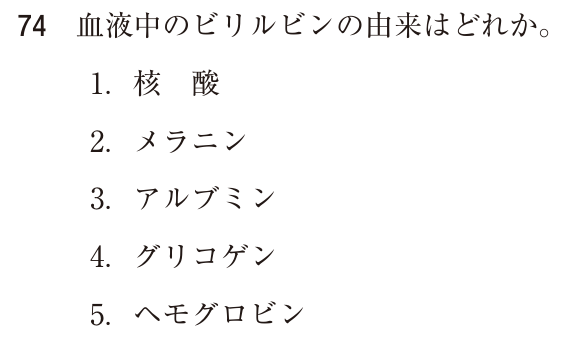 74 血液中のビリルビンの由来はどれか。
1. 核　酸
2. メラニン
3. アルブミン
4. グリコゲン
5. ヘモグロビン